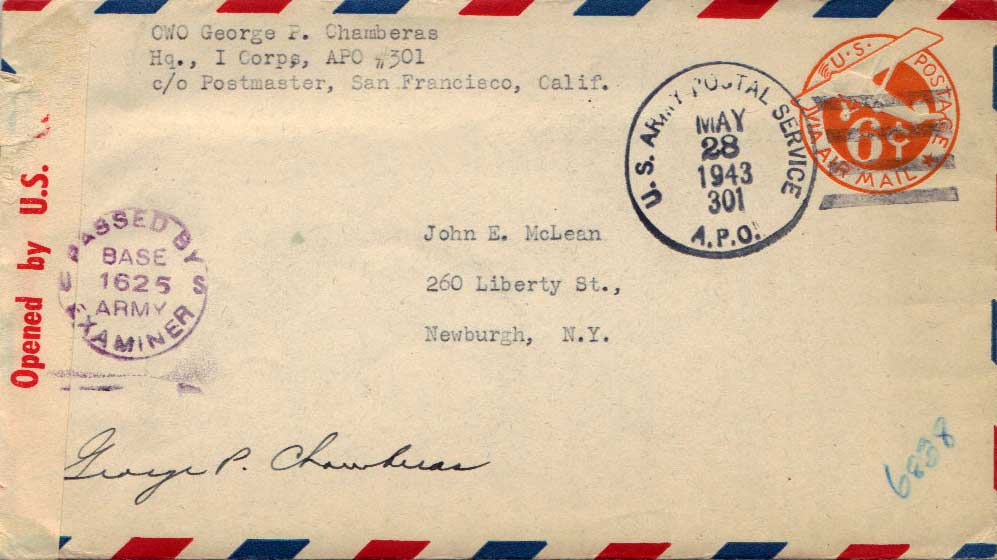 CWO George P. Chamberas
Hq., I Corps, APO #301
c/o Postmaster, San Francisco, Calif.
U.S. ARMY POSTAL SERVICE
MAY
28
1943
301
A.P.O.
U.S. POSTAGE
6¢
VIA AIR MAIL
Opened by U.S.
PASSED BY
BASE
1625
ARMY
EXAMINER
U S
John E. McLean
260 Liberty St.,
Newburgh, N.Y.
George P. Chamberas
6838